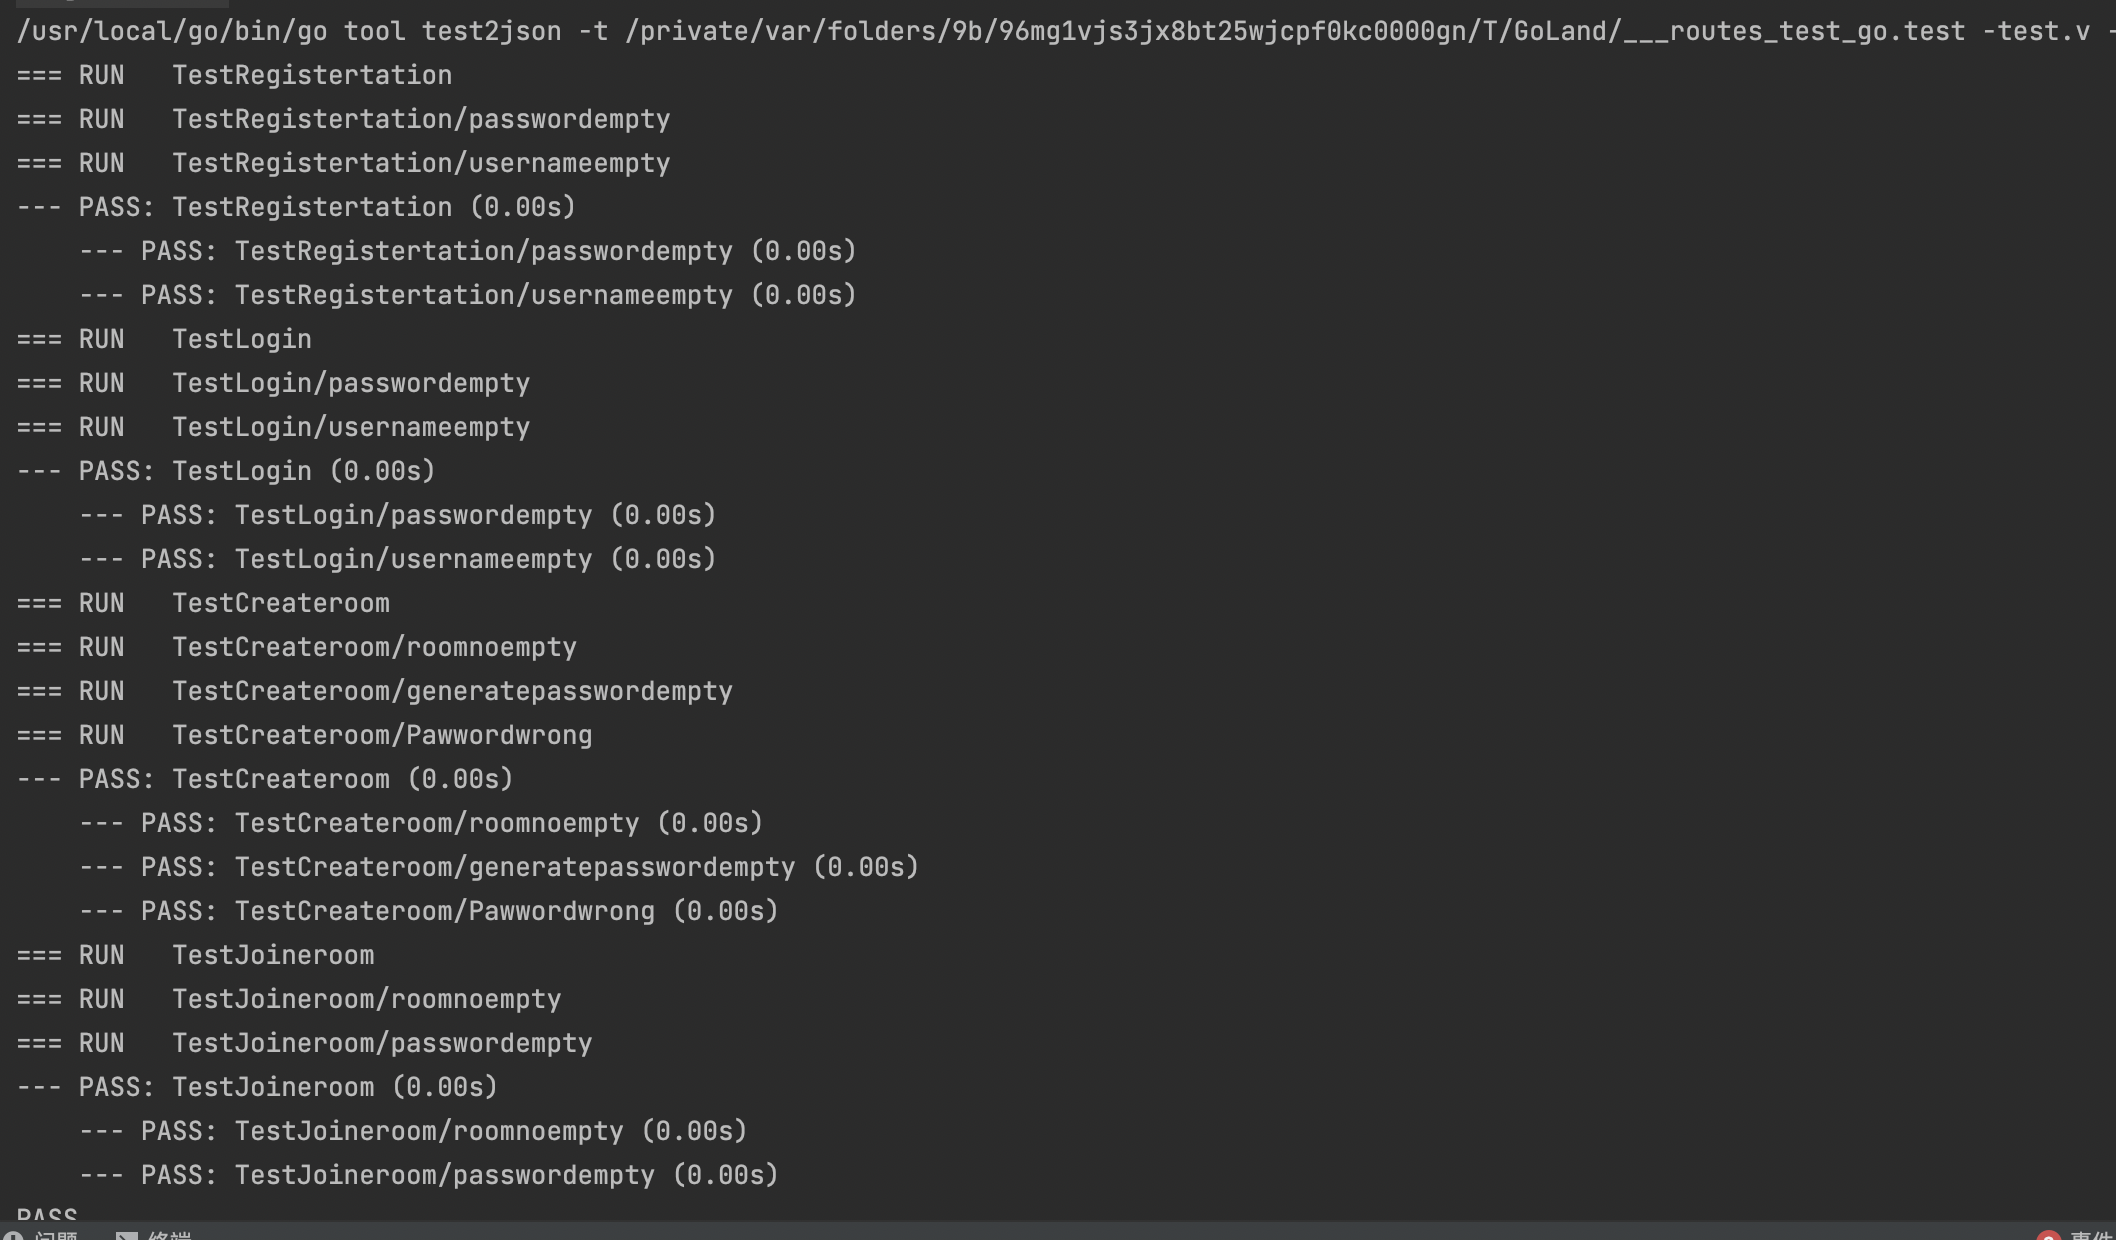 /usr/local/go/bin/go tool test2json -t /private/var/folders/9b/96mg1vjs3jx8bt25wjcpf0kc0000gn/T/GoLand/___routes_test_go.test -test.v -
=== RUN   TestRegistertation
=== RUN   TestRegistertation/passwordempty
=== RUN   TestRegistertation/usernameempty
--- PASS: TestRegistertation (0.00s)
    --- PASS: TestRegistertation/passwordempty (0.00s)
    --- PASS: TestRegistertation/usernameempty (0.00s)
=== RUN   TestLogin
=== RUN   TestLogin/passwordempty
=== RUN   TestLogin/usernameempty
--- PASS: TestLogin (0.00s)
    --- PASS: TestLogin/passwordempty (0.00s)
    --- PASS: TestLogin/usernameempty (0.00s)
=== RUN   TestCreateroom
=== RUN   TestCreateroom/roomnoempty
=== RUN   TestCreateroom/generatepasswordempty
=== RUN   TestCreateroom/Pawwordwrong
--- PASS: TestCreateroom (0.00s)
    --- PASS: TestCreateroom/roomnoempty (0.00s)
    --- PASS: TestCreateroom/generatepasswordempty (0.00s)
    --- PASS: TestCreateroom/Pawwordwrong (0.00s)
=== RUN   TestJoineroom
=== RUN   TestJoineroom/roomnoempty
=== RUN   TestJoineroom/passwordempty
--- PASS: TestJoineroom (0.00s)
    --- PASS: TestJoineroom/roomnoempty (0.00s)
    --- PASS: TestJoineroom/passwordempty (0.00s)
PASS
问题 终端 事件